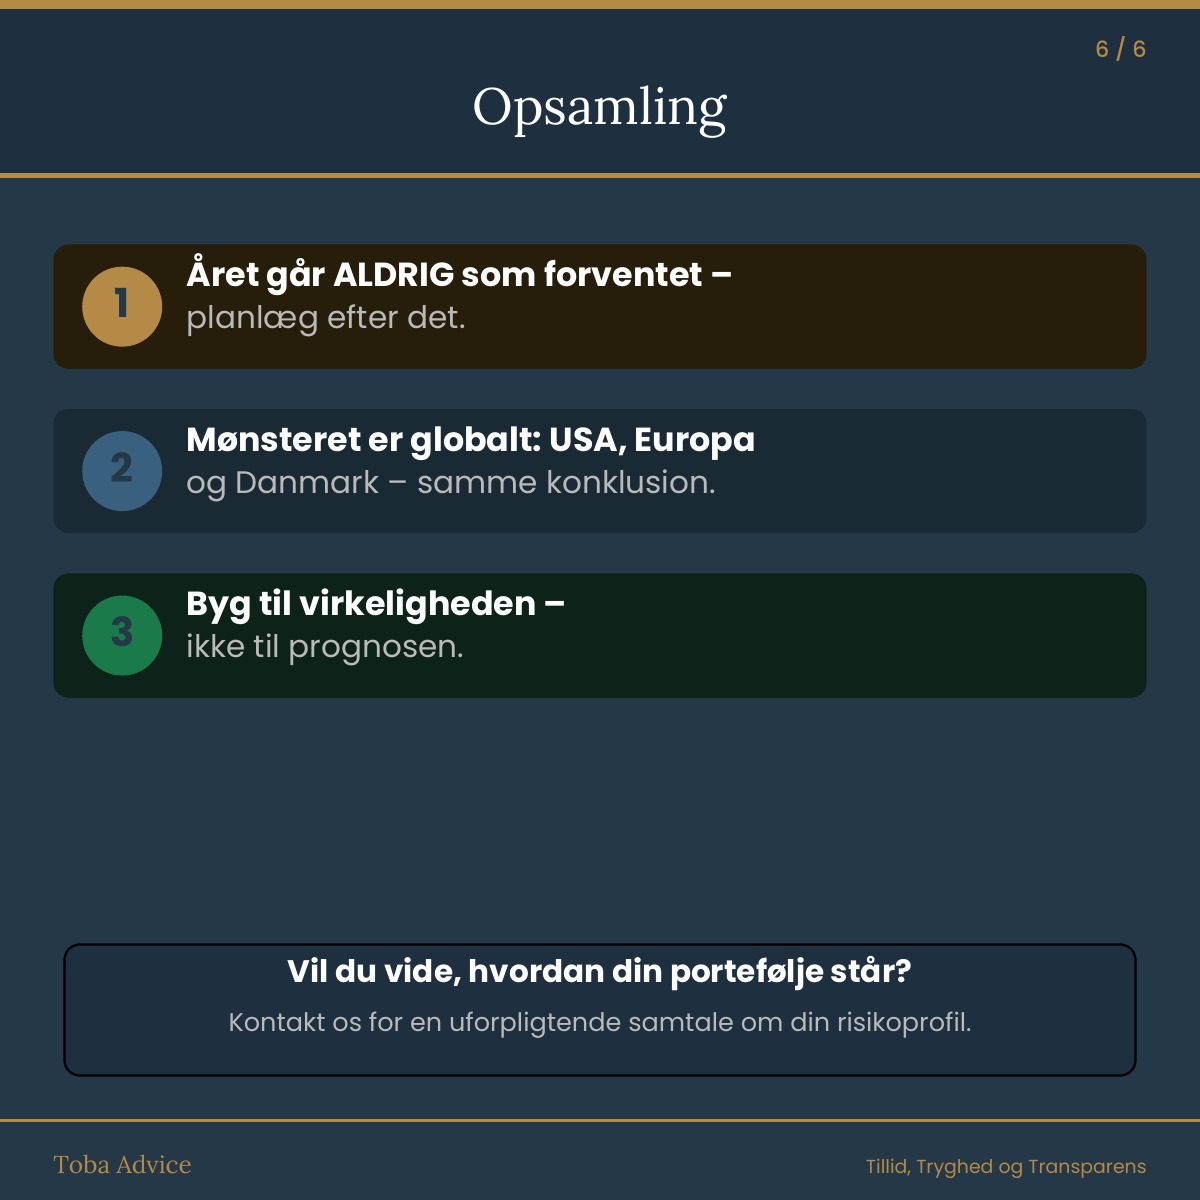 6 / 6
Opsamling
1
Året går ALDRIG som forventet –
planlæg efter det.
2
Mønsteret er globalt: USA, Europa
og Danmark – samme konklusion.
3
Byg til virkeligheden –
ikke til prognosen.
Vil du vide, hvordan din portefølje står?
Kontakt os for en uforpligtende samtale om din risikoprofil.
Toba Advice
Tillid, Tryghed og Transparens